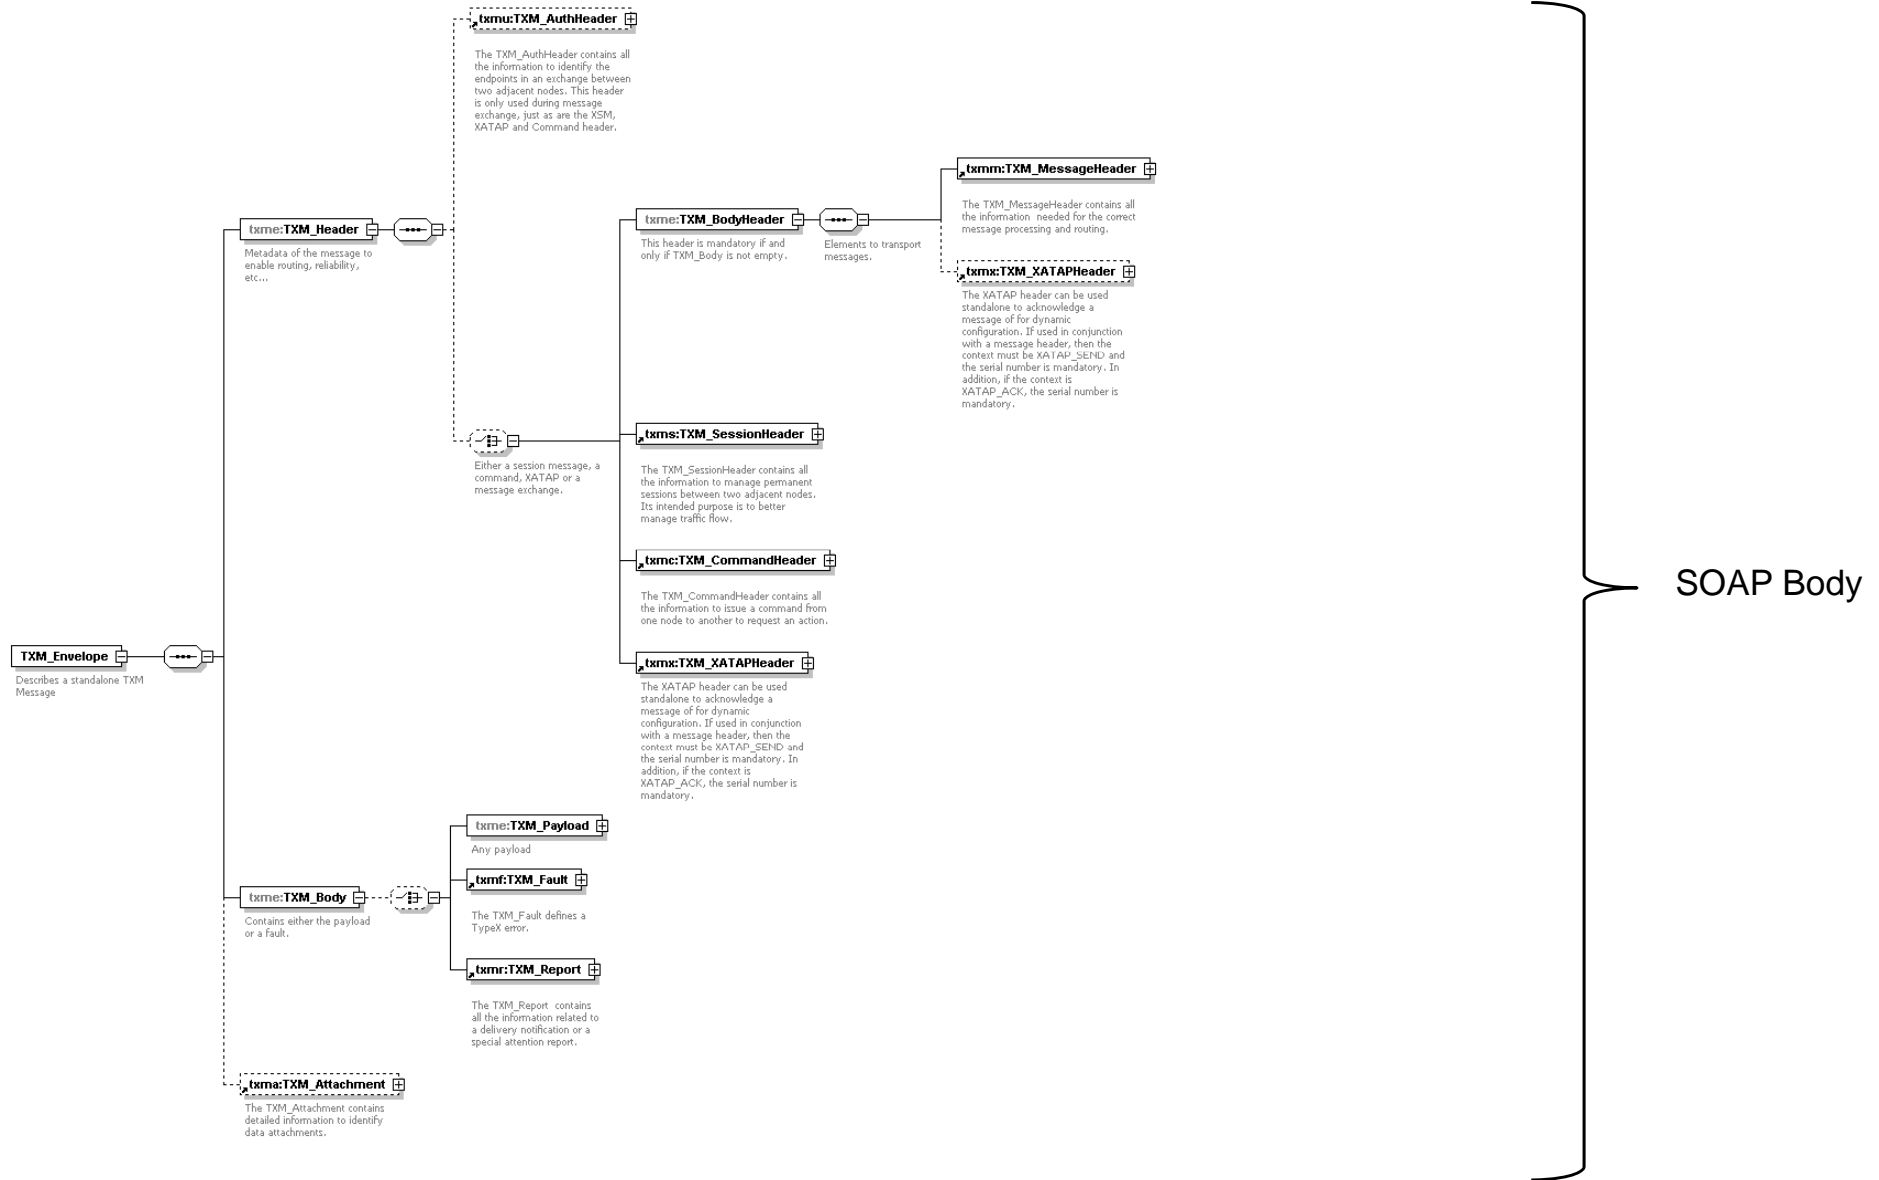 txmu:TXM_AuthHeader
The TXM_AuthHeader contains all
the information to identify the
endpoints in an exchange between
two adjacent nodes. This header
is only used during message
exchange, just as are the XSM,
XATAP and Command header.
txmm:TXM_MessageHeader
The TXM_MessageHeader contains all
the information needed for the correct
message processing and routing.
txme:TXM_Header
Metadata of the message to
enable routing, reliability,
etc...
txme:TXM_BodyHeader
This header is mandatory if and
only if TXM_Body is not empty.
Elements to transport
messages.
txmx:TXM_XATAPHeader
The XATAP header can be used
standalone to acknowledge a
message of for dynamic
configuration. If used in conjunction
with a message header, then the
context must be XATAP_SEND and
the serial number is mandatory. In
addition, if the context is
XATAP_ACK, the serial number is
mandatory.
Either a session message, a
command, XATAP or a
message exchange.
txms:TXM_SessionHeader
The TXM_SessionHeader contains all
the information to manage permanent
sessions between two adjacent nodes.
Its intended purpose is to better
manage traffic flow.
txmc:TXM_CommandHeader
The TXM_CommandHeader contains all
the information to issue a command from
one node to another to request an action.
SOAP Body
TXM_Envelope
Describes a standalone TXM
Message
txmx:TXM_XATAPHeader
The XATAP header can be used
standalone to acknowledge a
message of for dynamic
configuration. If used in conjunction
with a message header, then the
context must be XATAP_SEND and
the serial number is mandatory. In
addition, if the context is
XATAP_ACK, the serial number is
mandatory.
txme:TXM_Payload
Any payload
txmf:TXM_Fault
The TXM_Fault defines a
TypeX error.
txme:TXM_Body
Contains either the payload
or a fault.
txmr:TXM_Report
The TXM_Report contains
all the information related to
a delivery notification or a
special attention report.
txma:TXM_Attachment
The TXM_Attachment contains
detailed information to identify
data attachments.